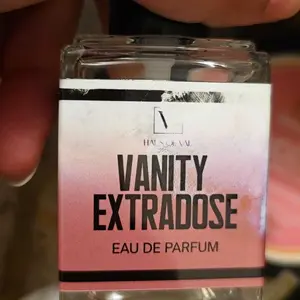 VANITY
EXTRADOSE
EAU DE PARFUM